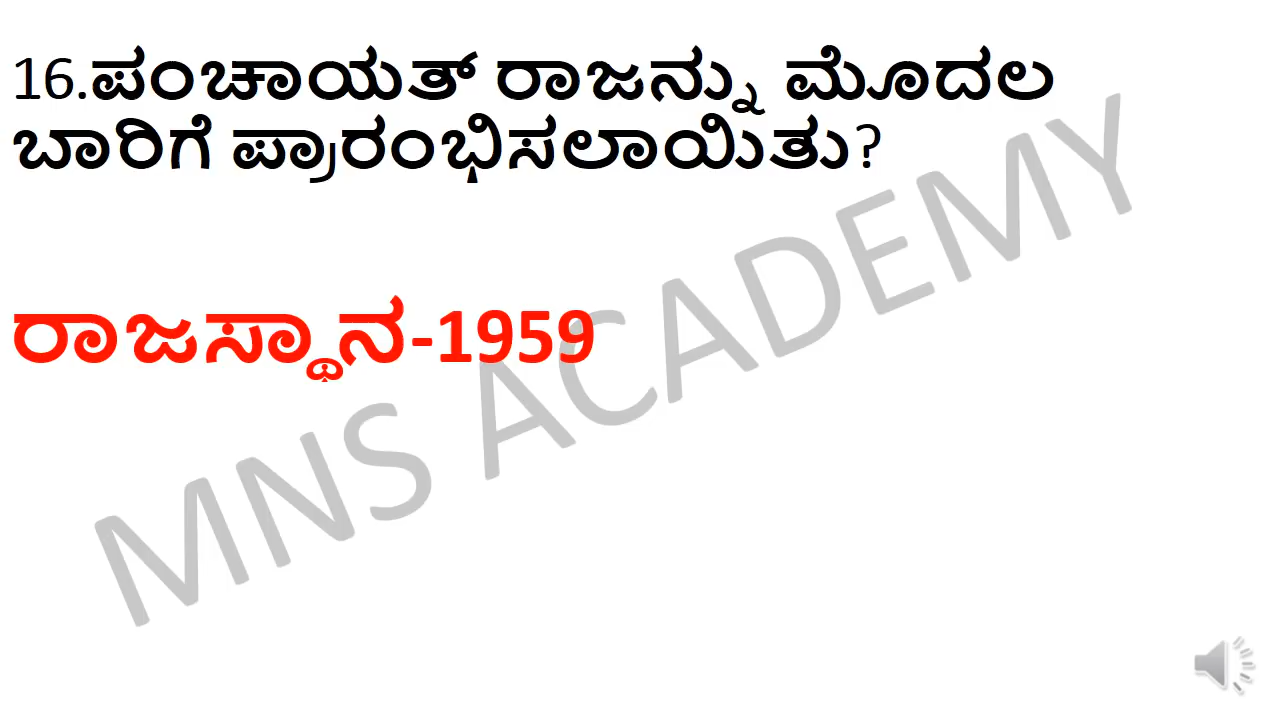 16.ಪಂಚಾಯತ್ ರಾಜನ್ನು ಮೊದಲ
ಬಾರಿಗೆ ಪ್ರಾರಂಭಿಸಲಾಯಿತು?
ರಾಜಸ್ಥಾನ-1959
MNS ACADEMY